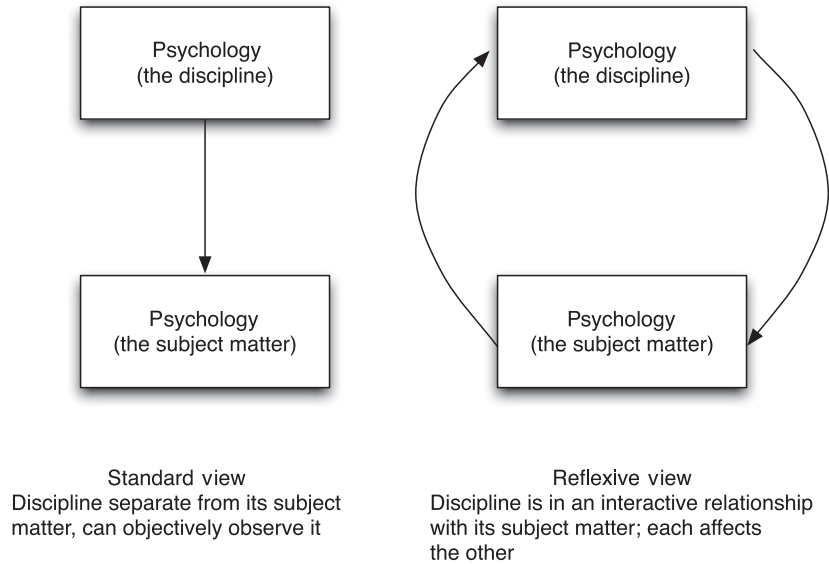 Psychology
(the discipline)
Psychology
(the subject matter)
Standard view
Discipline separate from its subject
matter, can objectively observe it
Psychology
(the discipline)
Psychology
(the subject matter)
Reflexive view
Discipline is in an interactive relationship
with its subject matter; each affects
the other